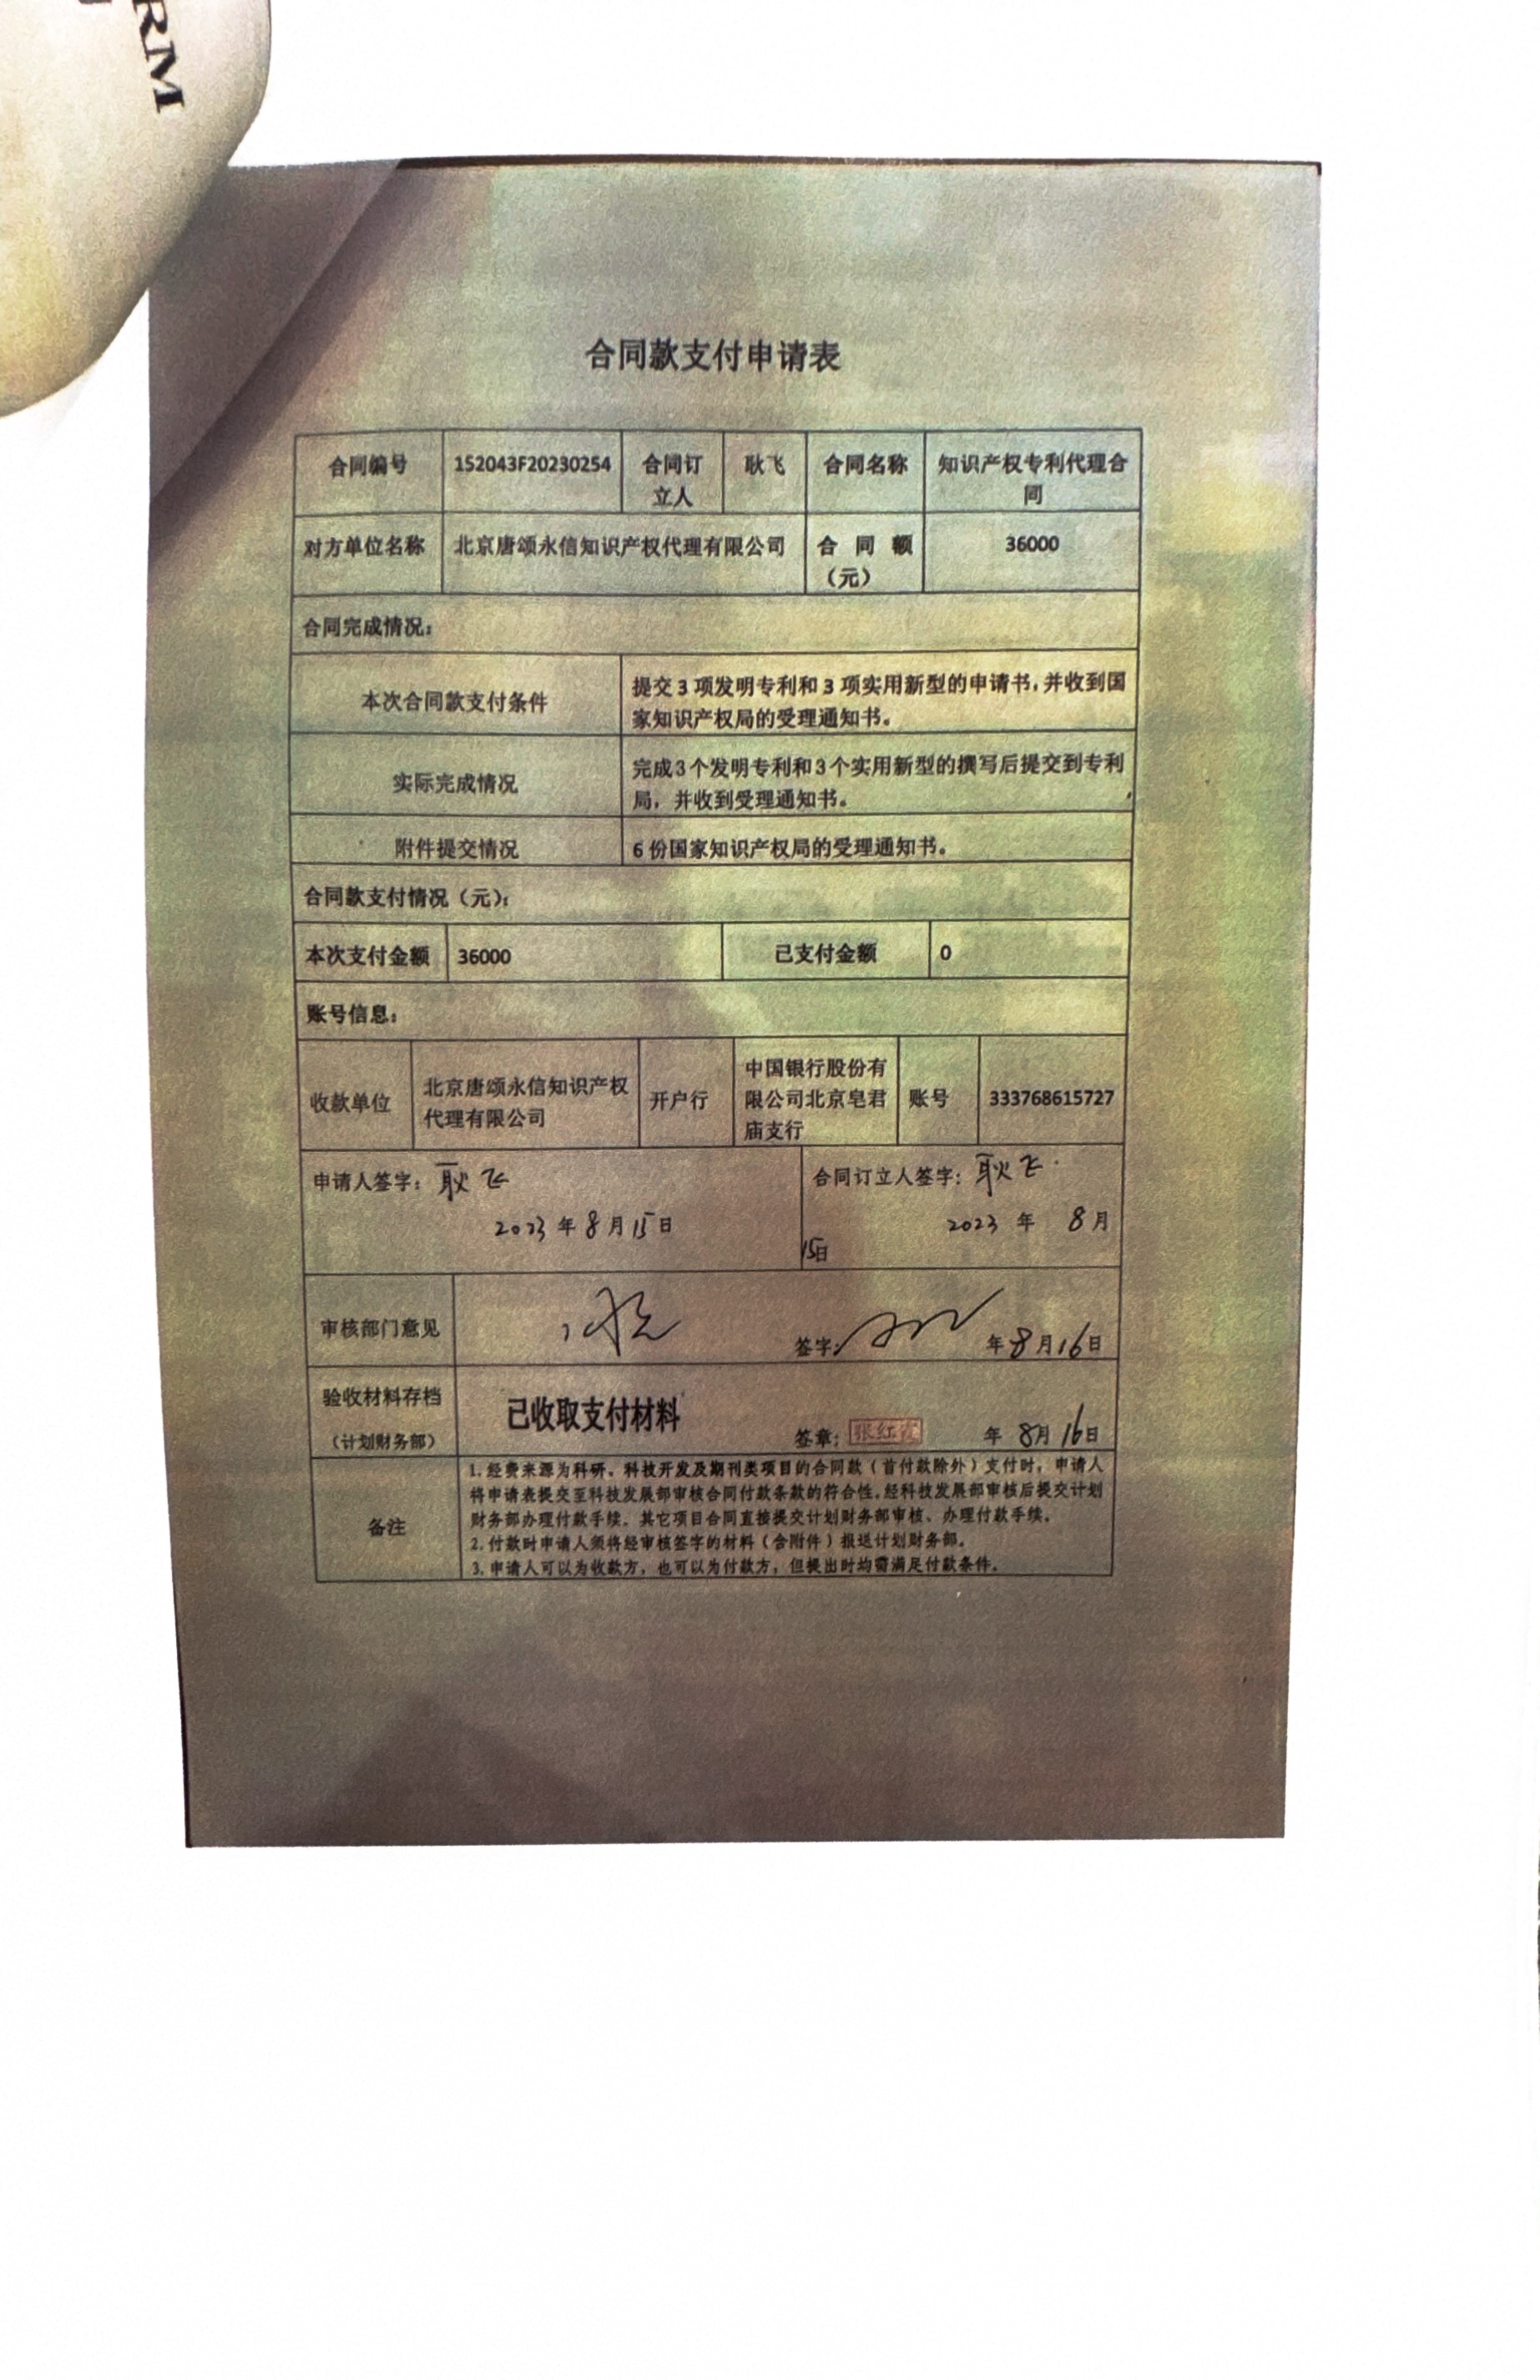 RM
合同款支付申请表
合同编号 152043F20230254 合同订立人 耿飞 合同名称 知识产权专利代理合同
对方单位名称 北京唐颂永信知识产权代理有限公司 合同额（元） 36000
合同完成情况：
本次合同款支付条件 提交3项发明专利和3项实用新型的申请书，并收到国
家知识产权局的受理通知书。
实际完成情况 完成3个发明专利和3个实用新型的撰写后提交到专利
局，并收到受理通知书。
附件提交情况 6份国家知识产权局的受理通知书。
合同款支付情况（元）：
本次支付金额 36000 已支付金额 0
账号信息：
收款单位 北京唐颂永信知识产权代理有限公司 开户行 中国银行股份有限公司北京皂君庙支行 账号 333768615727
申请人签字：耿飞
2023年8月15日
合同订立人签字：耿飞
2023年 8月
15日
审核部门意见 签字： 年8月16日
验收材料存档
（计划财务部）
已收取支付材料 签章：张红 年8月16日
备注
1. 经费来源为科研、科技开发及期刊类项目的合同款（首付款除外）支付时，申请人
将申请表提交至科技发展部审核合同付款条款的符合性，经科技发展部审核后提交计划
财务部办理付款手续。其它项目合同直接提交计划财务部审核、办理付款手续。
2. 付款时申请人须将经审核签字的材料（含附件）报送计划财务部。
3. 申请人可以为收款方，也可以为付款方，但提出时均需满足付款条件。